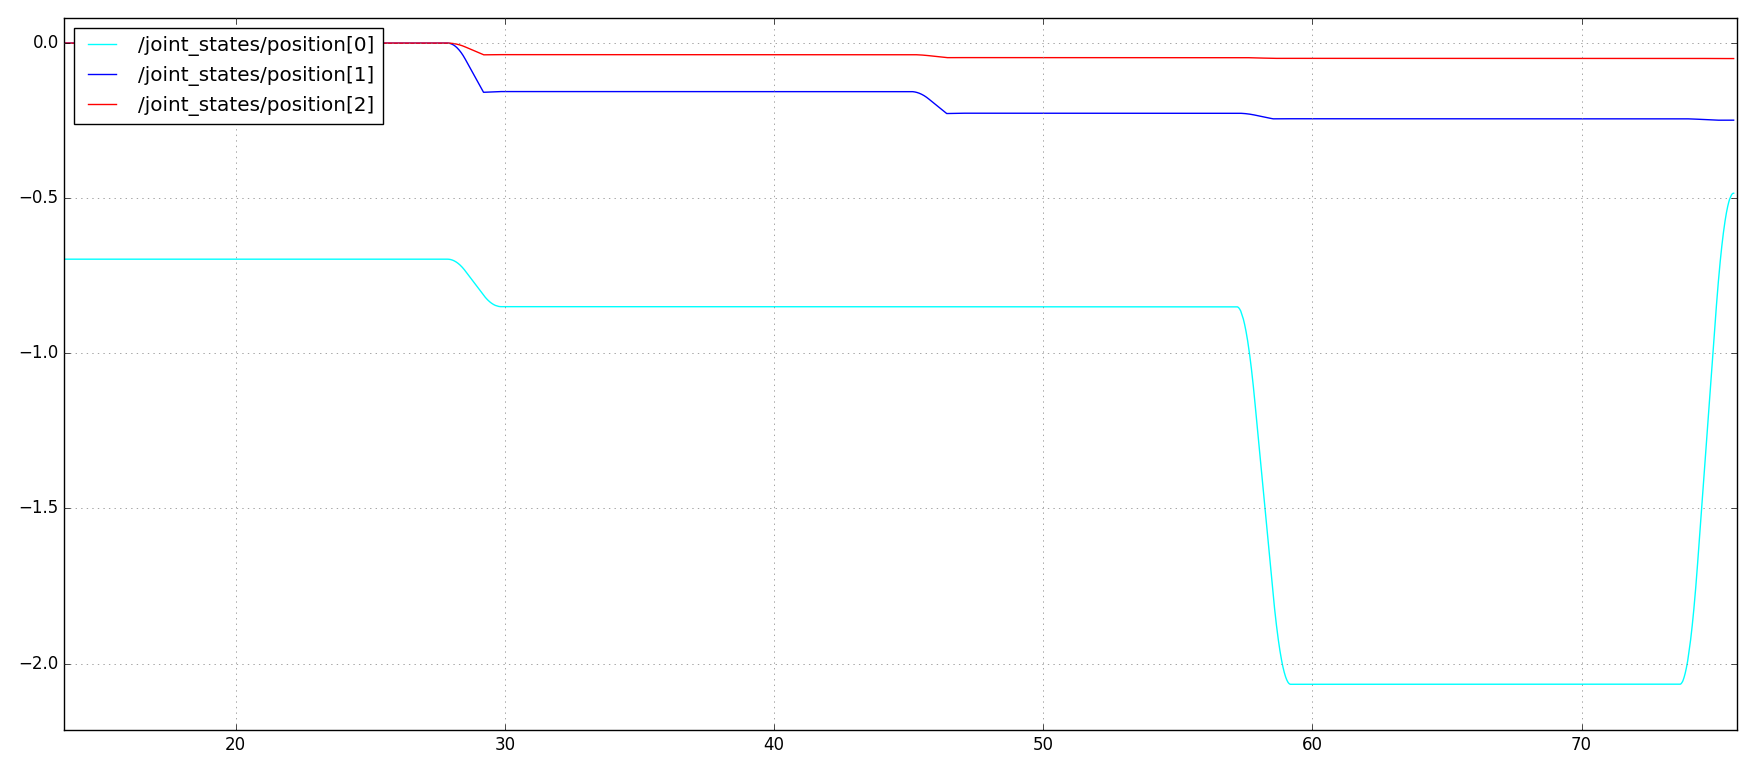 0.0
/joint_states/position[0]
/joint_states/position[1]
/joint_states/position[2]
−0.5
−1.0
−1.5
−2.0
20 30 40 50 60 70